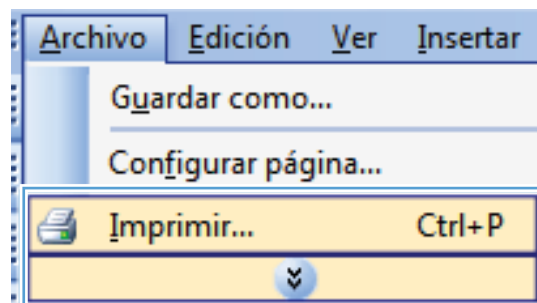 Archivo Edición Ver Insertar
Guardar como...
Configurar página...
Imprimir... Ctrl+P